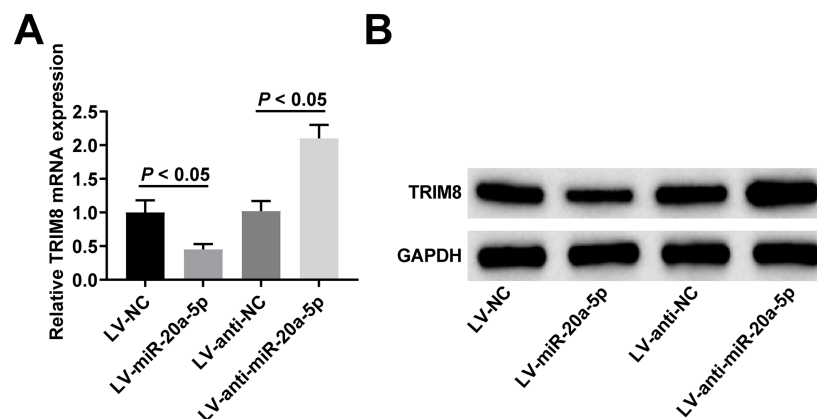 A
Relative TRIM8 mRNA expression
2.5
2.0
1.5
1.0
0.5
0.0
P < 0.05
P < 0.05
LV-NC
LV-miR-20a-5p
LV-anti-NC
LV-anti-miR-20a-5p
B
TRIM8
GAPDH
LV-NC
LV-miR-20a-5p
LV-anti-NC
LV-anti-miR-20a-5p